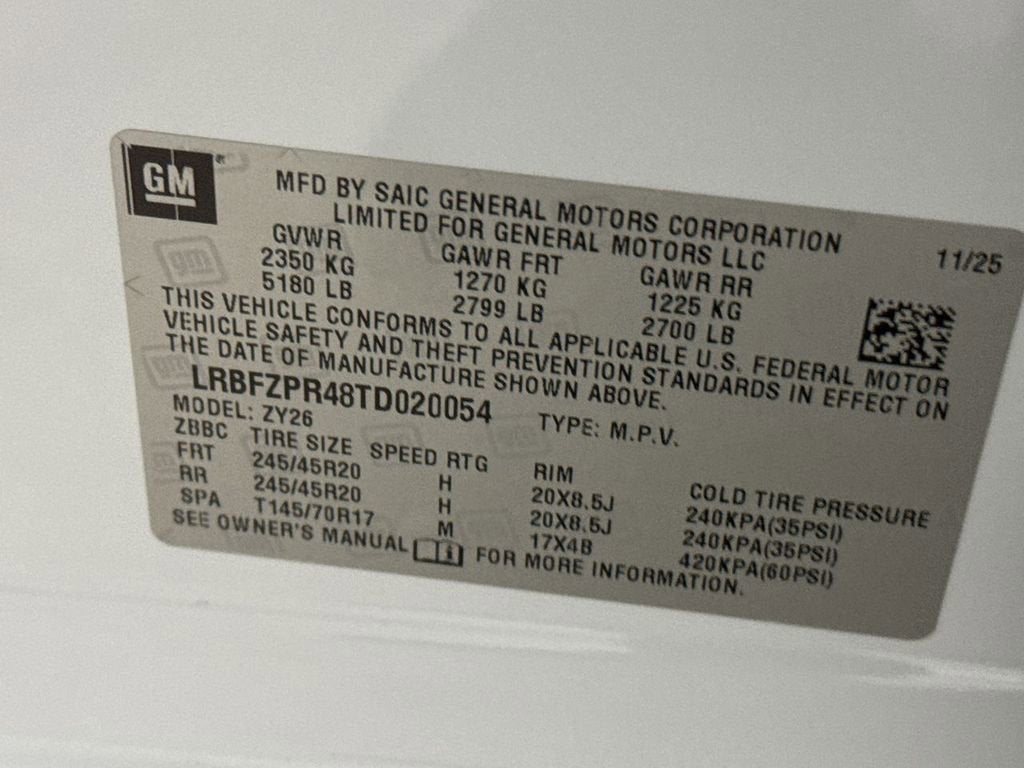 GM
MFD BY SAIC GENERAL MOTORS CORPORATION
LIMITED FOR GENERAL MOTORS LLC
11/25
GVWR GAWR FRT GAWR RR
2350 KG 1270 KG 1225 KG
5180 LB 2799 LB 2700 LB
THIS VEHICLE CONFORMS TO ALL APPLICABLE U.S. FEDERAL MOTOR
VEHICLE SAFETY AND THEFT PREVENTION STANDARDS IN EFFECT ON
THE DATE OF MANUFACTURE SHOWN ABOVE.
LRBFZPR48TD020054 TYPE: M.P.V.
MODEL: ZY26
ZBBC TIRE SIZE SPEED RTG RIM COLD TIRE PRESSURE
FRT 245/45R20 H 20X8.5J 240KPA(35PSI)
RR 245/45R20 H 20X8.5J 240KPA(35PSI)
SPA T145/70R17 M 17X4B 420KPA(60PSI)
SEE OWNER'S MANUAL FOR MORE INFORMATION.